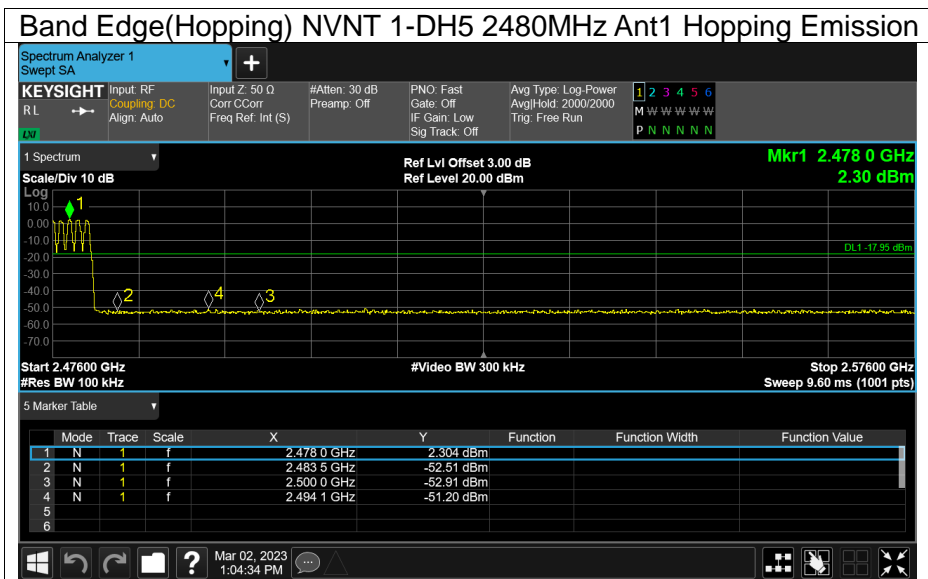 Band Edge(Hopping) NVNT 1-DH5 2480MHz Ant1 Hopping Emission
Spectrum Analyzer 1
Swept SA
+
KEYSIGHT Input: RF Input Z: 50 Ω #Atten: 30 dB PNO: Fast Avg Type: Log-Power 1 2 3 4 5 6
R L Coupling: DC Corr CCorr Preamp: Off Gate: Off Avg|Hold: 2000/2000 M W W W W W
Align: Auto Freq Ref: Int (S) IF Gain: Low Trig: Free Run
LXI Sig Track: Off P N N N N N
1 Spectrum Ref Lvl Offset 3.00 dB Mkr1 2.478 0 GHz
Scale/Div 10 dB Ref Level 20.00 dBm 2.30 dBm
Log
10.0 1
0.00
-10.0
DL1 -17.95 dBm
-20.0
-30.0
-40.0
2 4 3
-50.0
-60.0
-70.0
Start 2.47600 GHz #Video BW 300 kHz Stop 2.57600 GHz
#Res BW 100 kHz Sweep 9.60 ms (1001 pts)
5 Marker Table
Mode Trace Scale X Y Function Function Width Function Value
1 N 1 f 2.478 0 GHz 2.304 dBm
2 N 1 f 2.483 5 GHz -52.51 dBm
3 N 1 f 2.500 0 GHz -52.91 dBm
4 N 1 f 2.494 1 GHz -51.20 dBm
5
6
? Mar 02, 2023
1:04:34 PM